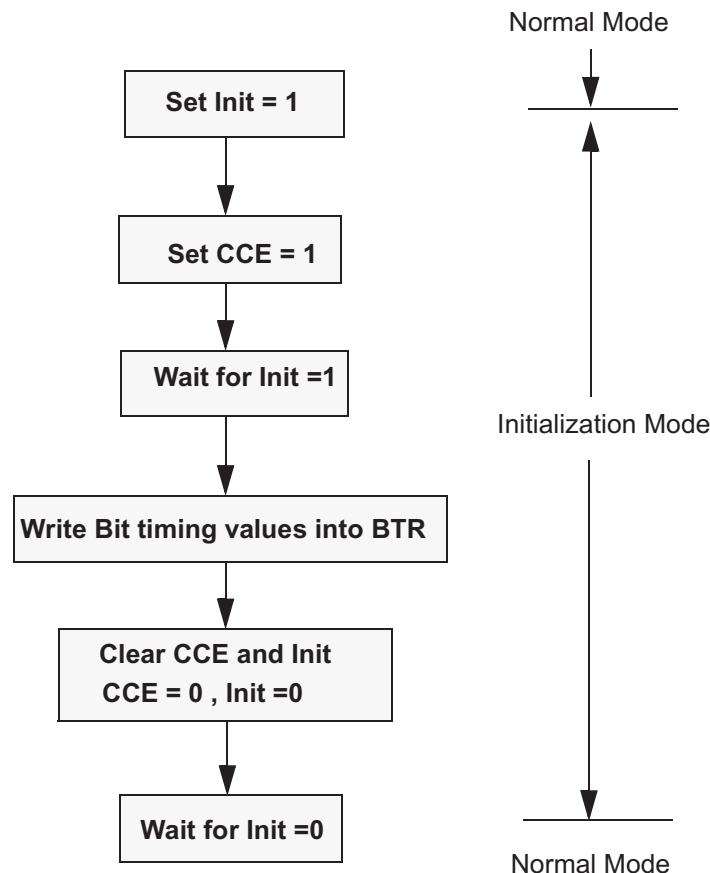 Normal Mode
Set Init = 1
Set CCE = 1
Wait for Init =1
Initialization Mode
Write Bit timing values into BTR
Clear CCE and Init
CCE = 0 , Init =0
Wait for Init =0
Normal Mode